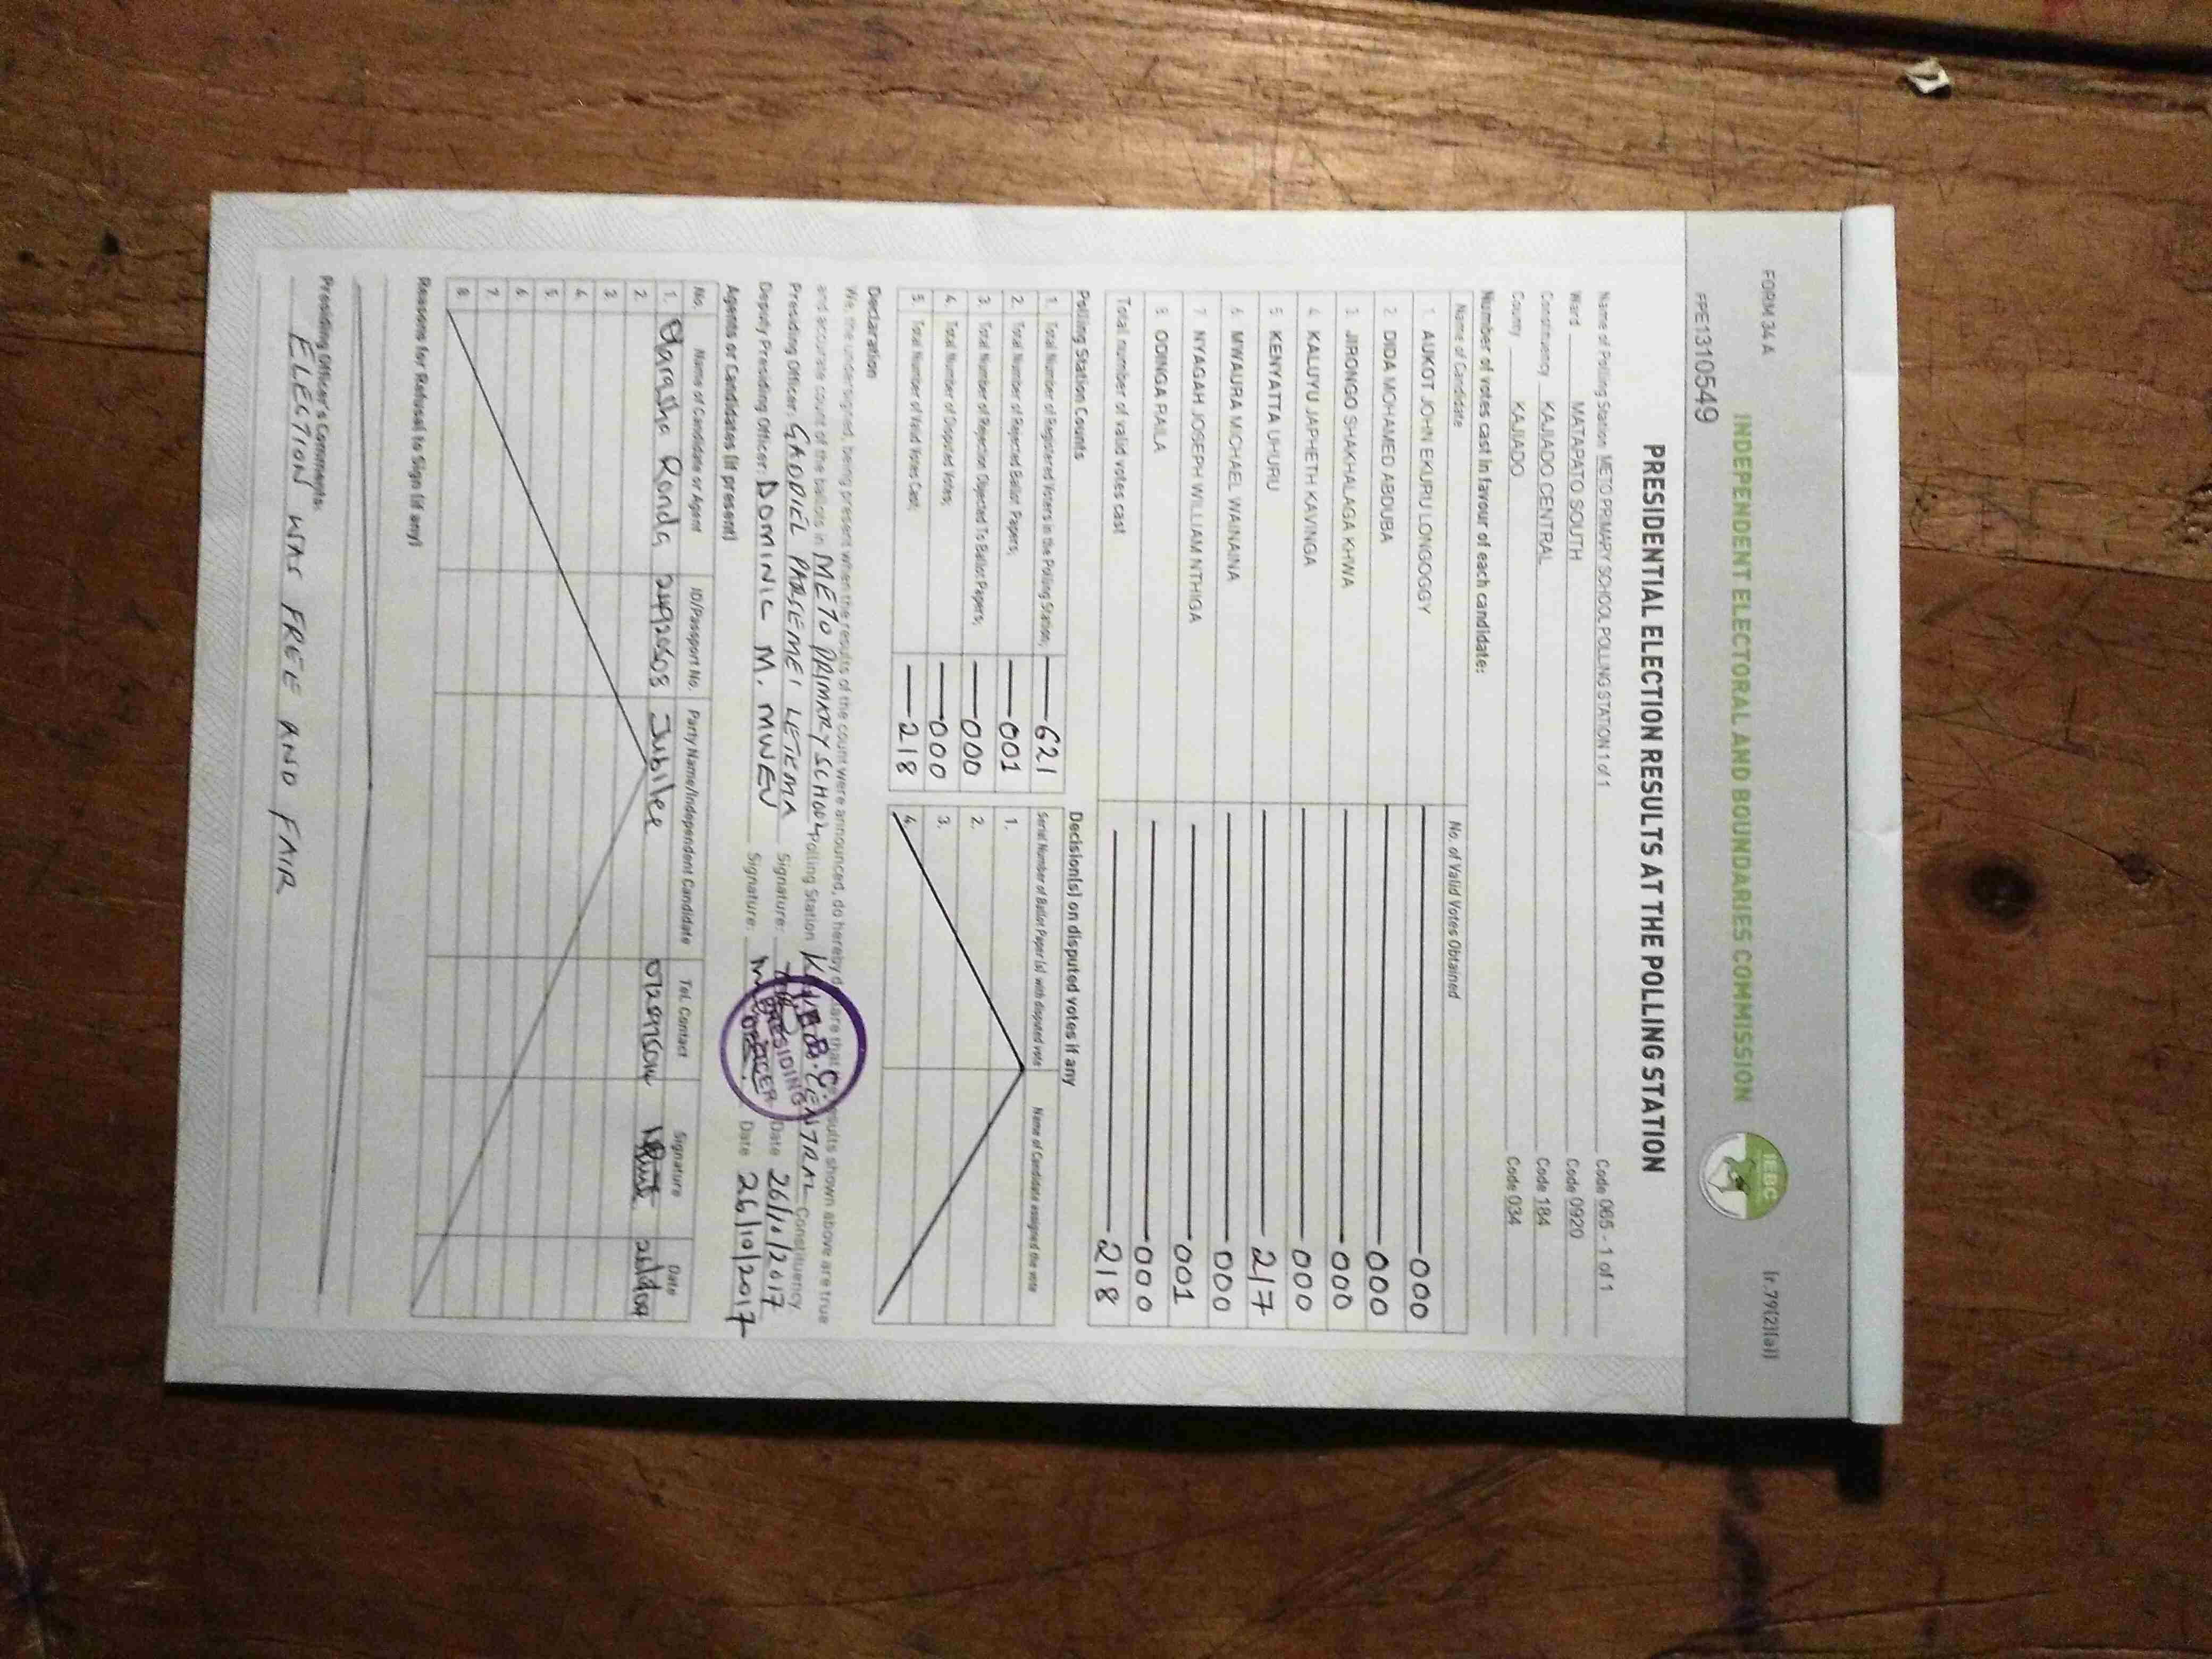 FORM 34 A
[r.79(2)(a)]
INDEPENDENT ELECTORAL AND BOUNDARIES COMMISSION
IEBC
PPE1310549
PRESIDENTIAL ELECTION RESULTS AT THE POLLING STATION
Name of Polling Station METO PRIMARY SCHOOL POLLING STATION 1 of 1 Code 065 - 1 of 1
Ward MATAPATO SOUTH Code 0920
Constituency KAJIADO CENTRAL Code 184
County KAJIADO Code 034
Number of votes cast in favour of each candidate:
Name of Candidate No. of Valid Votes Obtained
1. AUKOT JOHN EKURU LONGOGGY 000
2. DIDA MOHAMED ABDUBA 000
3. JIRONGO SHAKHALAGA KHWA 000
4. KALUYU JAPHETH KAVINGA 000
5. KENYATTA UHURU 217
6. MWAURA MICHAEL WAINAINA 000
7. NYAGAH JOSEPH WILLIAM NTHIGA 001
8. ODINGA RAILA 000
Total number of valid votes cast 218
Polling Station Counts
1. Total Number of Registered Voters in the Polling Station; 621
2. Total Number of Rejected Ballot Papers; 001
3. Total Number of Rejection Objected To Ballot Papers; 000
4. Total Number of Disputed Votes; 000
5. Total Number of Valid Votes Cast; 218
Decision(s) on disputed votes if any
Serial Number of Ballot Paper (s) with disputed vote Name of Candidate assigned the vote
1.
2.
3.
4.
Declaration
We, the undersigned, being present when the results of the count were announced, do hereby declare that the results shown above are true
and accurate count of the ballots in METO PRIMARY SCHOOL Polling Station CENTRAL Constituency
Presiding Officer: GADDIEL PARSEMEI LETEMA Signature: Date 26/10/2017
Deputy Presiding Officer: DOMINIC M. MWEU Signature: Date 26/10/2017
PRESIDING
OFFICER
Agents or Candidates (if present)
No. Name of Candidate or Agent ID/Passport No. Party Name/Independent Candidate Tel. Contact Signature Date
1. Ronda Jubilee
2.
3.
4.
5.
6.
7.
8.
Reasons for Refusal to Sign (if any)
Presiding Officer's Comments:
ELECTION WAS FREE AND FAIR